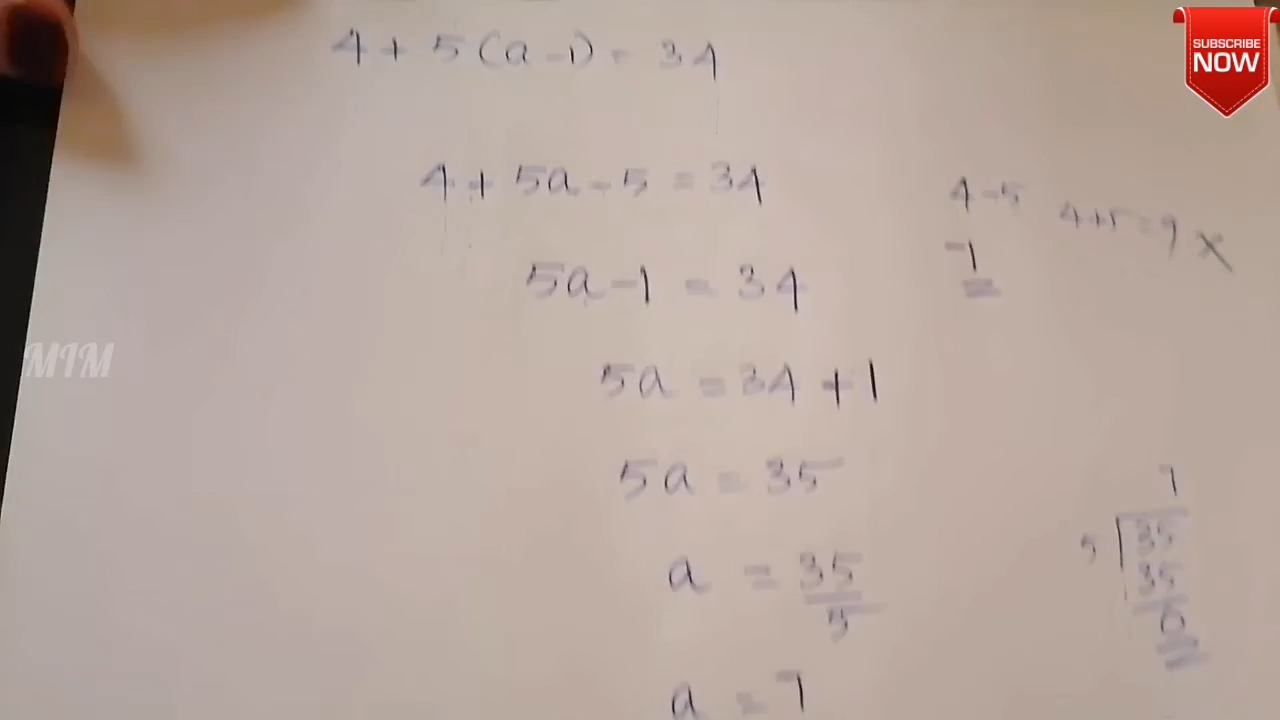 SUBSCRIBE
NOW
4 + 5 (a - 1) = 34
4 + 5a - 5 = 34
4 - 5
4 + 5 = 9 X
-1
5a - 1 = 34
MIM
5a = 34 + 1
5a = 35
7
5 35
35
0
a = 35
5
a = 7